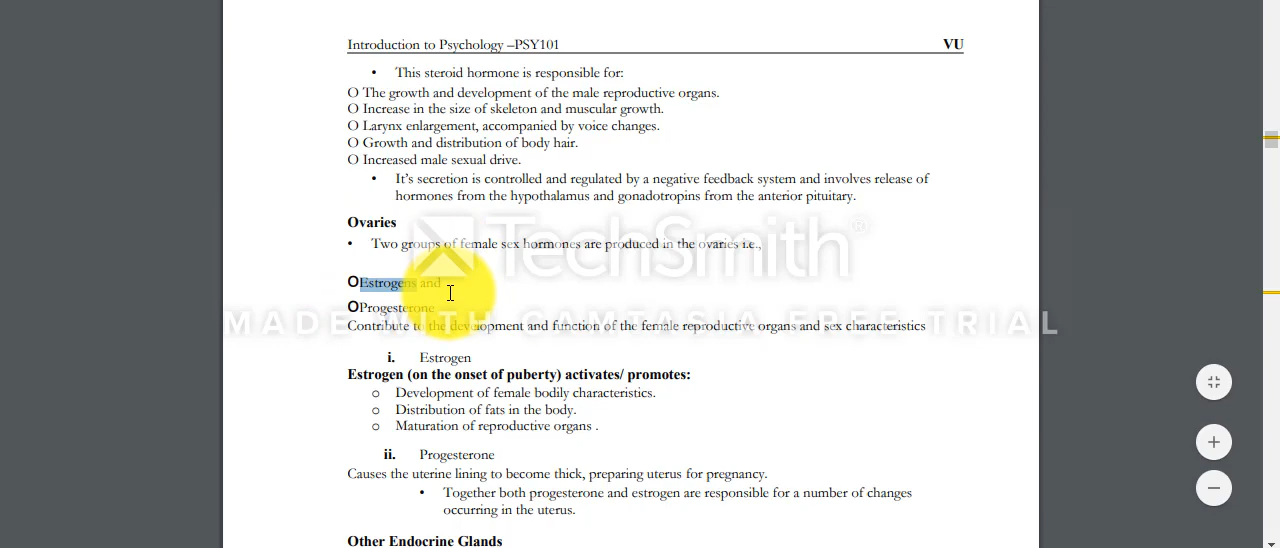 Introduction to Psychology –PSY101 VU
• This steroid hormone is responsible for:
O The growth and development of the male reproductive organs.
O Increase in the size of skeleton and muscular growth.
O Larynx enlargement, accompanied by voice changes.
O Growth and distribution of body hair.
O Increased male sexual drive.
• It's secretion is controlled and regulated by a negative feedback system and involves release of
hormones from the hypothalamus and gonadotropins from the anterior pituitary.
Ovaries
TechSmith®
• Two groups of female sex hormones are produced in the ovaries i.e.,
OEstrogens and
OProgesterone
MADE WITH CAMTASIA FREE TRIAL
Contribute to the development and function of the female reproductive organs and sex characteristics
i. Estrogen
Estrogen (on the onset of puberty) activates/ promotes:
o Development of female bodily characteristics.
o Distribution of fats in the body.
o Maturation of reproductive organs .
ii. Progesterone
Causes the uterine lining to become thick, preparing uterus for pregnancy.
• Together both progesterone and estrogen are responsible for a number of changes
occurring in the uterus.
Other Endocrine Glands